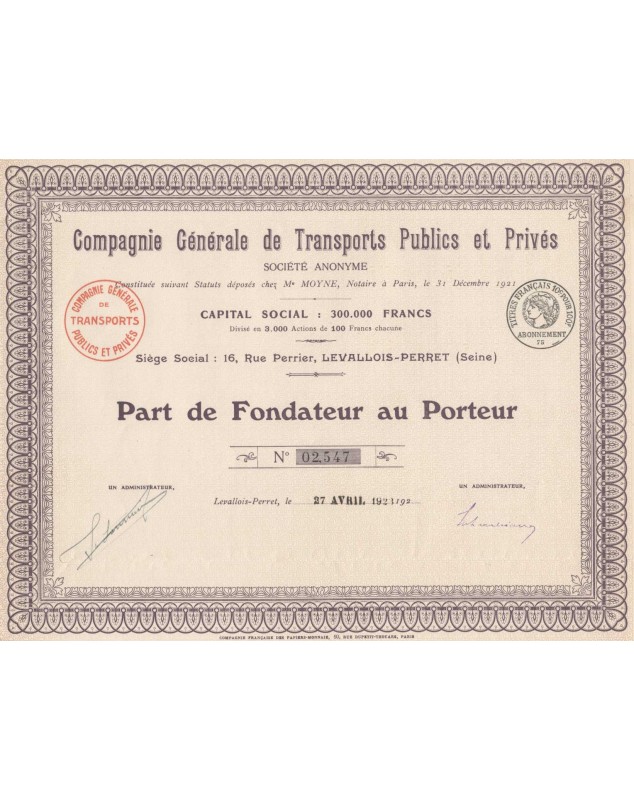 Compagnie Générale de Transports Publics et Privés
SOCIÉTÉ ANONYME
Constituée suivant Statuts déposés chez Me MOYNE, Notaire à Paris, le 31 Décembre 1921
COMPAGNIE GÉNÉRALE
DE
TRANSPORTS
PUBLICS ET PRIVÉS
TITRES FRANÇAIS
ABONNEMENT
75
CAPITAL SOCIAL : 300.000 FRANCS
Divisé en 3.000 Actions de 100 Francs chacune
Siège Social : 16, Rue Perrier, LEVALLOIS-PERRET (Seine)
Part de Fondateur au Porteur
No 02,547
UN ADMINISTRATEUR,
UN ADMINISTRATEUR,
Levallois-Perret, le 27 AVRIL
COMPAGNIE FRANÇAISE DES PAPIERS-MONNAIE, RUE PARIS